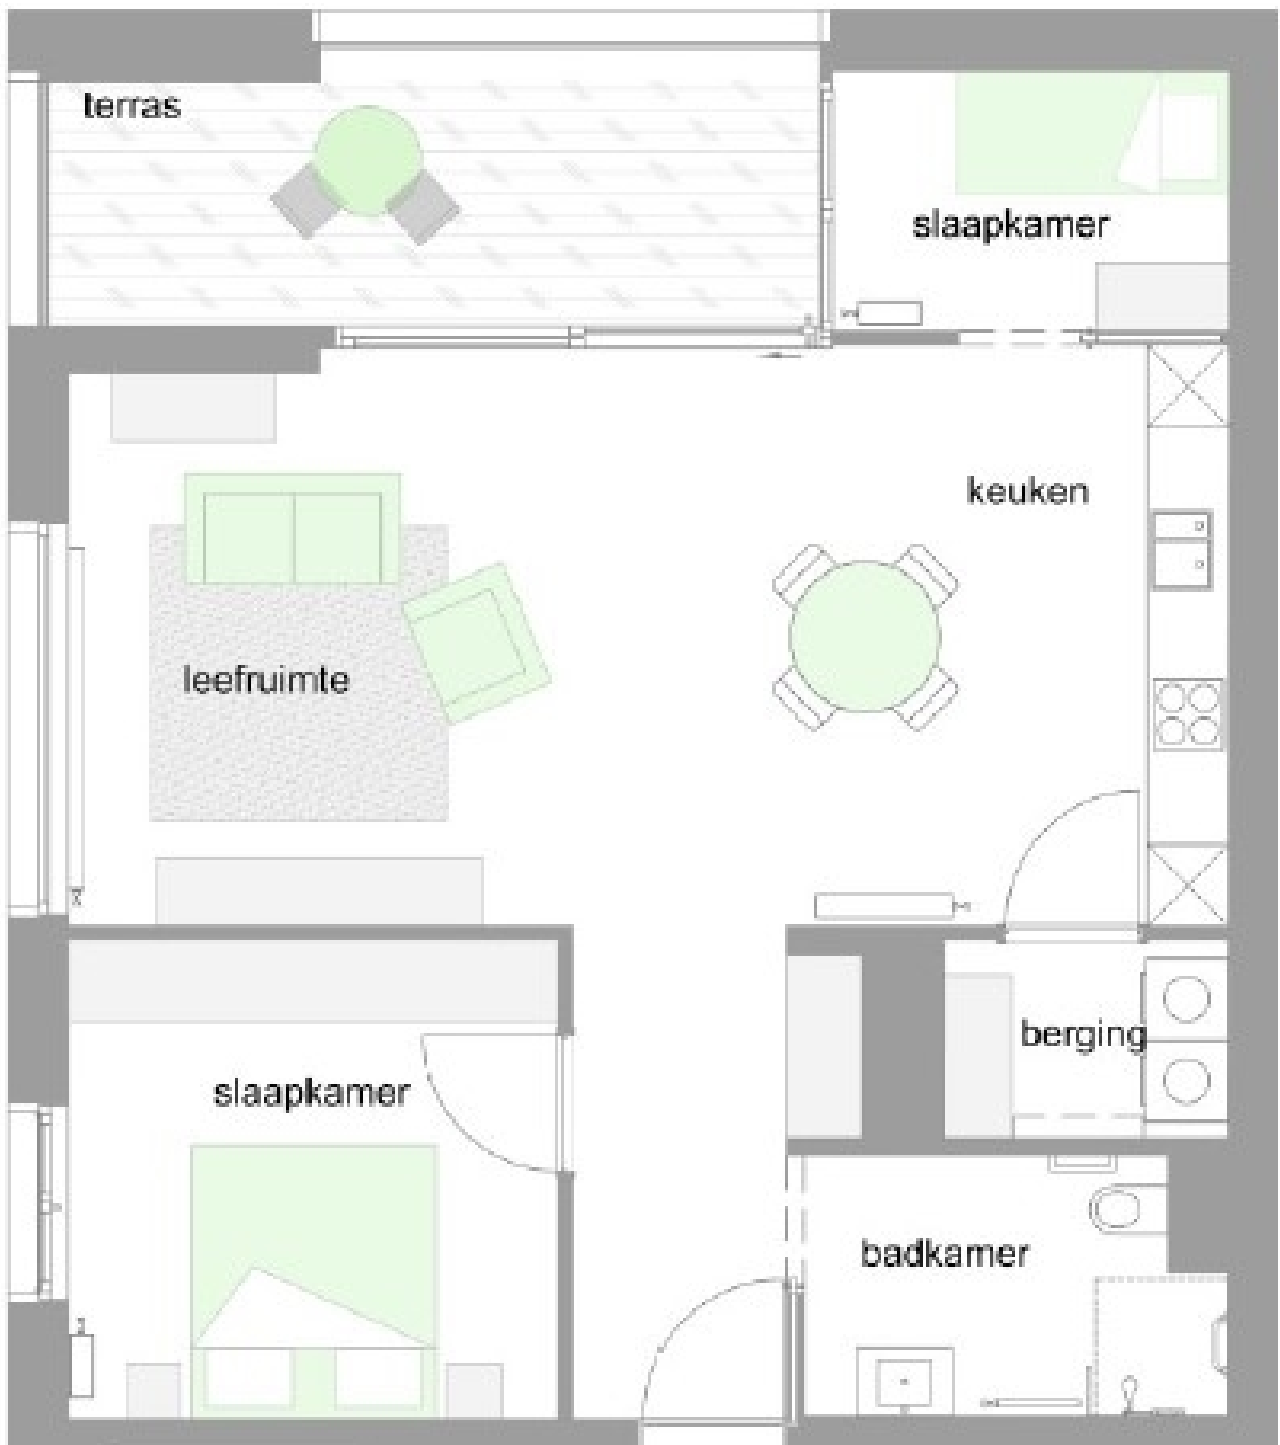 terras
slaapkamer
keuken
leefruimte
berging
slaapkamer
badkamer